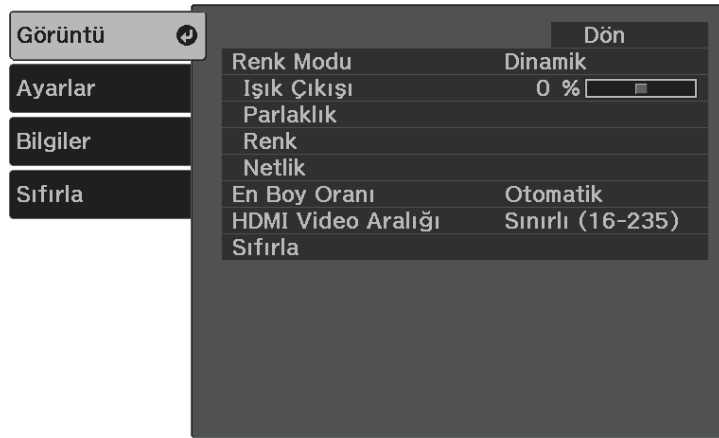 Görüntü
Ayarlar
Bilgiler
Sıfırla
Dön
Renk Modu Dinamik
Işık Çıkışı 0 %
Parlaklık
Renk
Netlik
En Boy Oranı Otomatik
HDMI Video Aralığı Sınırlı (16-235)
Sıfırla